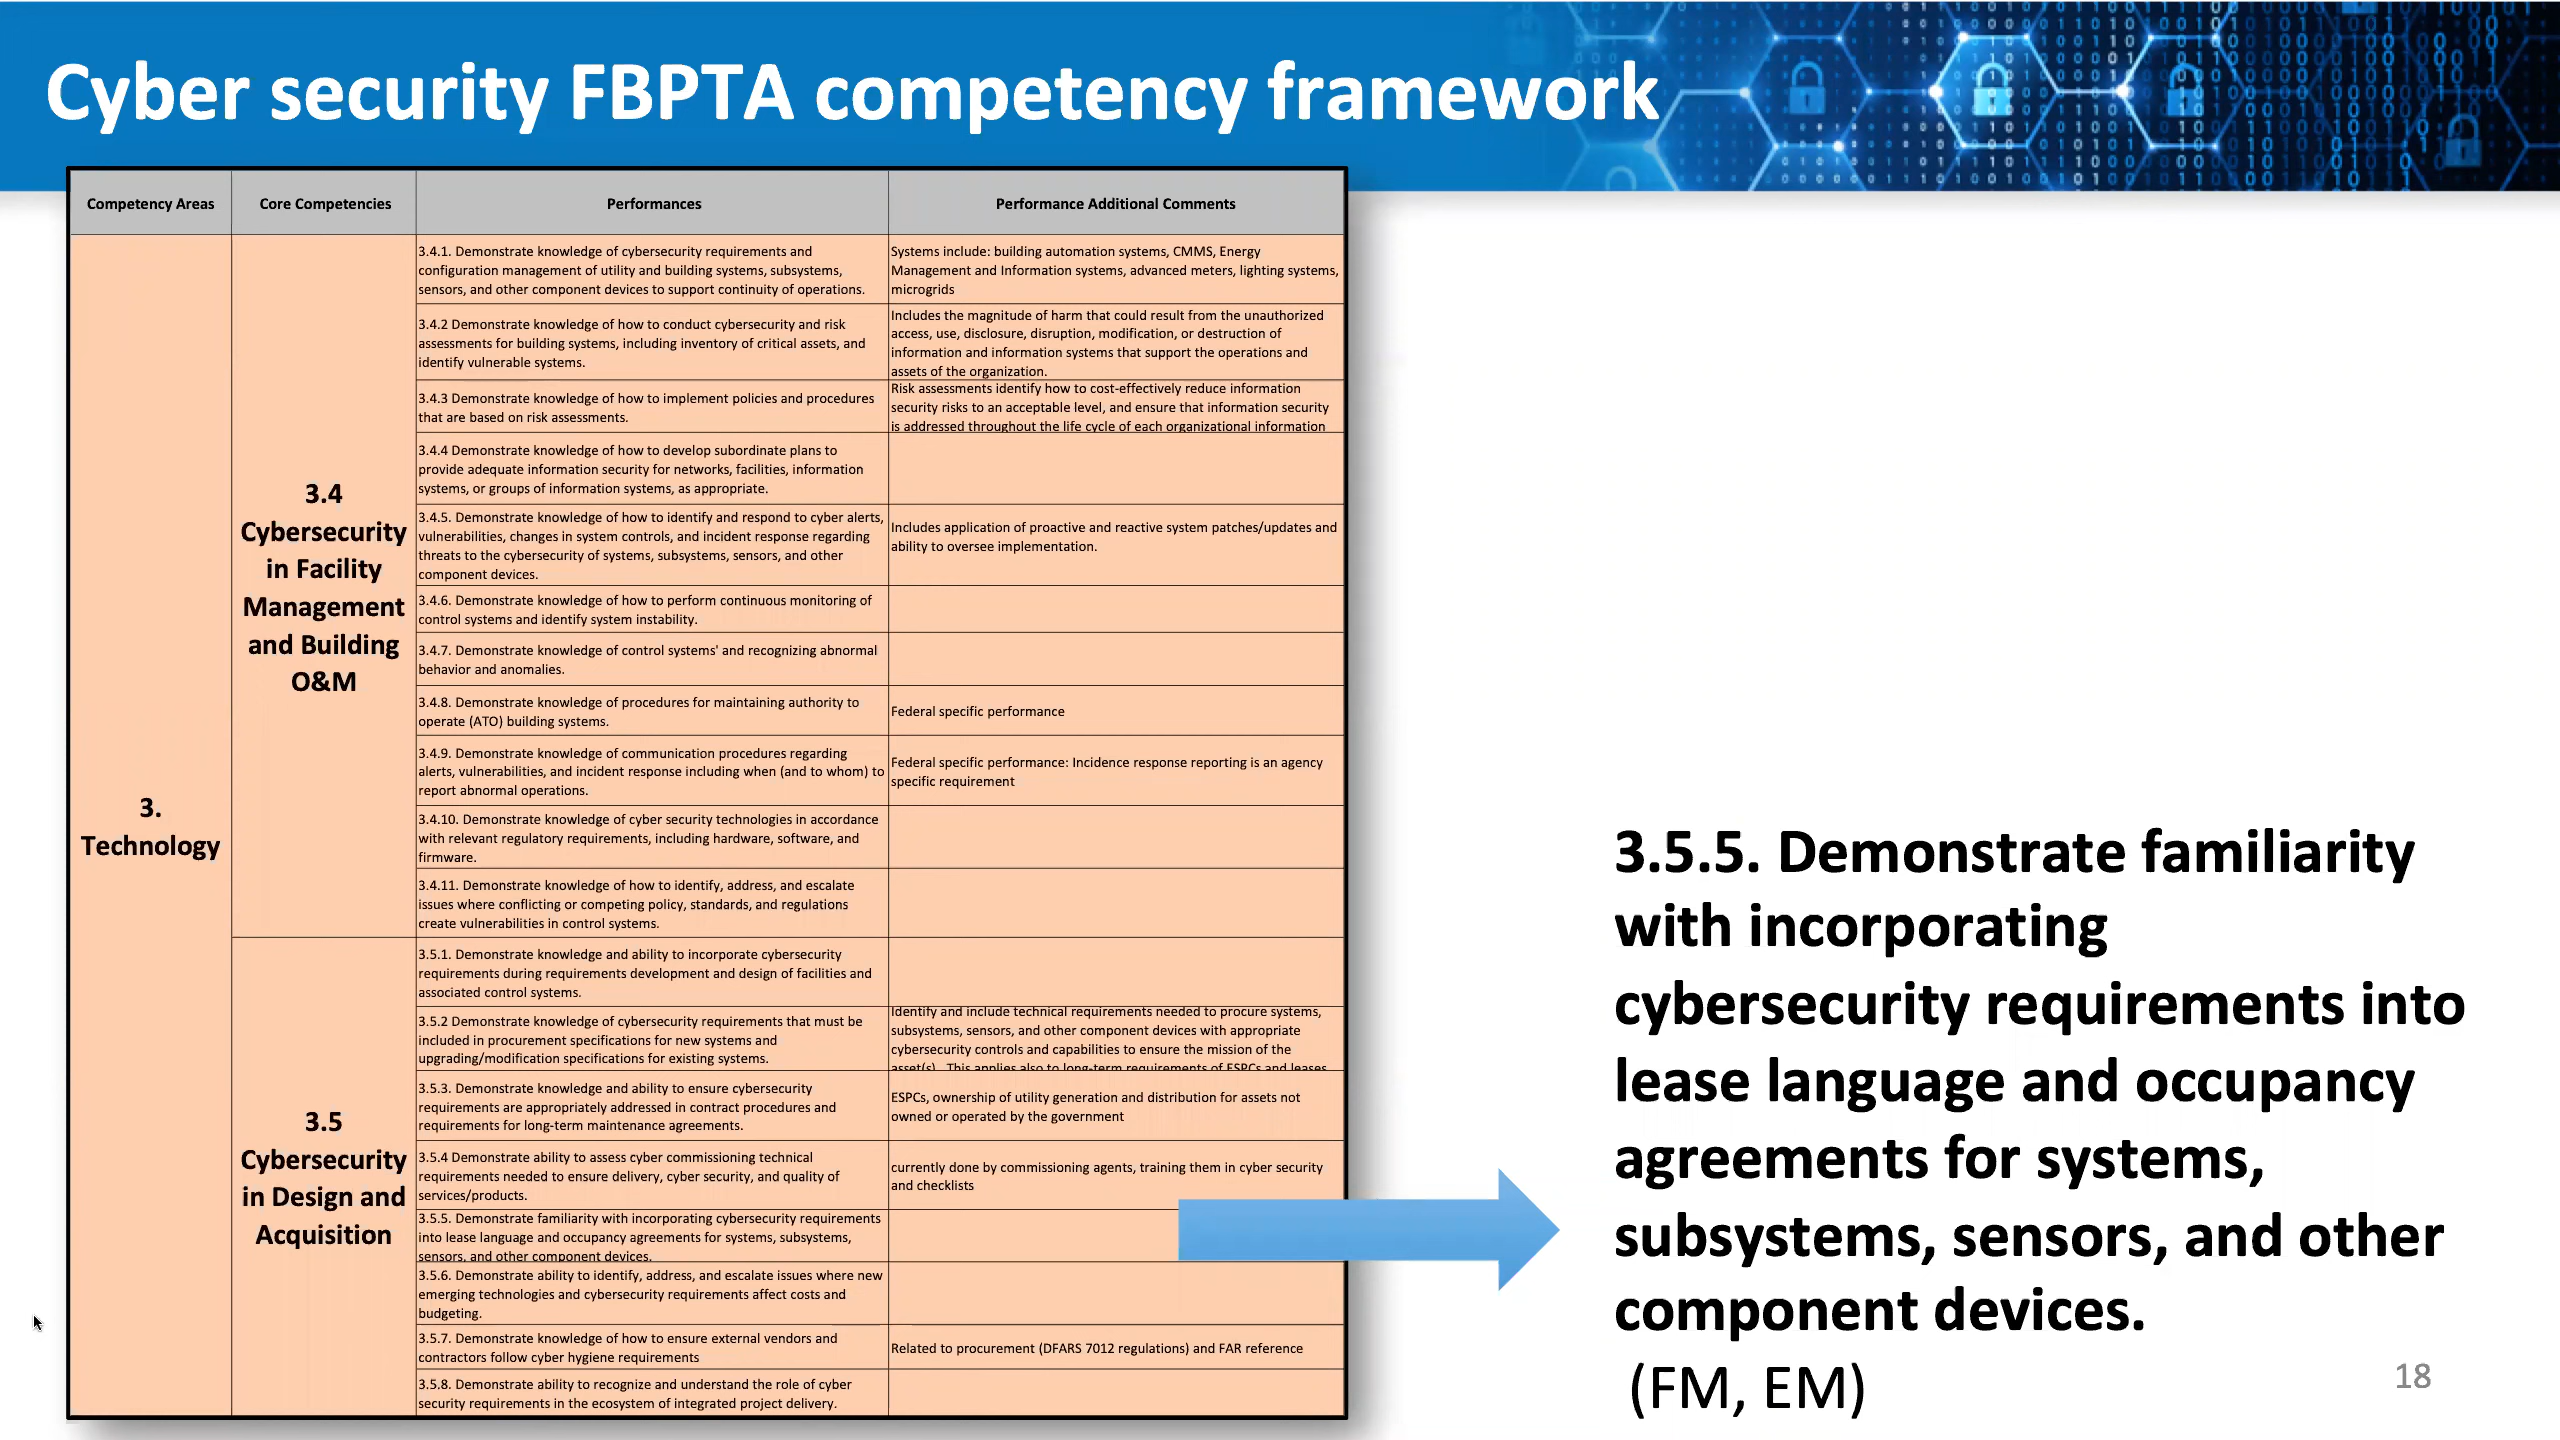 Cyber security FBPTA competency framework
Competency Areas
Core Competencies
Performances
Performance Additional Comments
3.
Technology
3.4
Cybersecurity
in Facility
Management
and Building
O&M
3.4.1. Demonstrate knowledge of cybersecurity requirements and
configuration management of utility and building systems, subsystems,
sensors, and other component devices to support continuity of operations.
Systems include: building automation systems, CMMS, Energy
Management and Information systems, advanced meters, lighting systems,
microgrids
3.4.2 Demonstrate knowledge of how to conduct cybersecurity and risk
assessments for building systems, including inventory of critical assets, and
identify vulnerable systems.
Includes the magnitude of harm that could result from the unauthorized
access, use, disclosure, disruption, modification, or destruction of
information and information systems that support the operations and
assets of the organization.
3.4.3 Demonstrate knowledge of how to implement policies and procedures
that are based on risk assessments.
Risk assessments identify how to cost-effectively reduce information
security risks to an acceptable level, and ensure that information security
is addressed throughout the life cycle of each organizational information
3.4.4 Demonstrate knowledge of how to develop subordinate plans to
provide adequate information security for networks, facilities, information
systems, or groups of information systems, as appropriate.
3.4.5. Demonstrate knowledge of how to identify and respond to cyber alerts,
vulnerabilities, changes in system controls, and incident response regarding
threats to the cybersecurity of systems, subsystems, sensors, and other
component devices.
Includes application of proactive and reactive system patches/updates and
ability to oversee implementation.
3.4.6. Demonstrate knowledge of how to perform continuous monitoring of
control systems and identify system instability.
3.4.7. Demonstrate knowledge of control systems' and recognizing abnormal
behavior and anomalies.
3.4.8. Demonstrate knowledge of procedures for maintaining authority to
operate (ATO) building systems.
Federal specific performance
3.4.9. Demonstrate knowledge of communication procedures regarding
alerts, vulnerabilities, and incident response including when (and to whom) to
report abnormal operations.
Federal specific performance: Incidence response reporting is an agency
specific requirement
3.4.10. Demonstrate knowledge of cyber security technologies in accordance
with relevant regulatory requirements, including hardware, software, and
firmware.
3.4.11. Demonstrate knowledge of how to identify, address, and escalate
issues where conflicting or competing policy, standards, and regulations
create vulnerabilities in control systems.
3.5
Cybersecurity
in Design and
Acquisition
3.5.1. Demonstrate knowledge and ability to incorporate cybersecurity
requirements during requirements development and design of facilities and
associated control systems.
3.5.2 Demonstrate knowledge of cybersecurity requirements that must be
included in procurement specifications for new systems and
upgrading/modification specifications for existing systems.
Identify and include technical requirements needed to procure systems,
subsystems, sensors, and other component devices with appropriate
cybersecurity controls and capabilities to ensure the mission of the
asset(s). This applies also to long-term requirements of ESPCs and leases
3.5.3. Demonstrate knowledge and ability to ensure cybersecurity
requirements are appropriately addressed in contract procedures and
requirements for long-term maintenance agreements.
ESPCs, ownership of utility generation and distribution for assets not
owned or operated by the government
3.5.4 Demonstrate ability to assess cyber commissioning technical
requirements needed to ensure delivery, cyber security, and quality of
services/products.
currently done by commissioning agents, training them in cyber security
and checklists
3.5.5. Demonstrate familiarity with incorporating cybersecurity requirements
into lease language and occupancy agreements for systems, subsystems,
sensors, and other component devices.
3.5.6. Demonstrate ability to identify, address, and escalate issues where new
emerging technologies and cybersecurity requirements affect costs and
budgeting.
3.5.7. Demonstrate knowledge of how to ensure external vendors and
contractors follow cyber hygiene requirements
Related to procurement (DFARS 7012 regulations) and FAR reference
3.5.8. Demonstrate ability to recognize and understand the role of cyber
security requirements in the ecosystem of integrated project delivery.
3.5.5. Demonstrate familiarity
with incorporating
cybersecurity requirements into
lease language and occupancy
agreements for systems,
subsystems, sensors, and other
component devices.
(FM, EM)
18